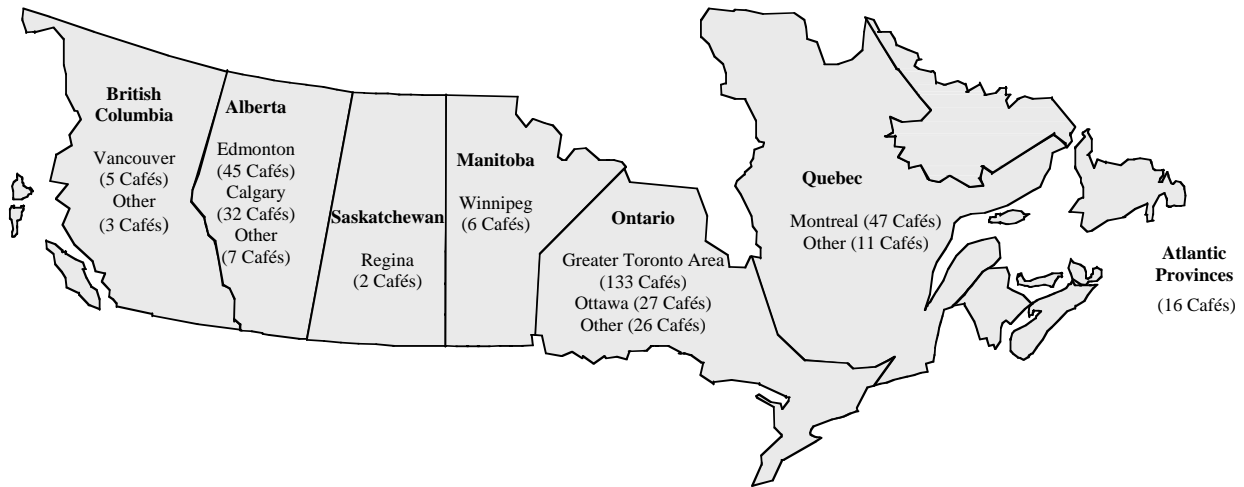 British
Columbia
Vancouver
(5 Cafés)
Other
(3 Cafés)
Alberta
Edmonton
(45 Cafés)
Calgary
(32 Cafés)
Other
(7 Cafés)
Saskatchewan
Regina
(2 Cafés)
Manitoba
Winnipeg
(6 Cafés)
Ontario
Greater Toronto Area
(133 Cafés)
Ottawa (27 Cafés)
Other (26 Cafés)
Quebec
Montreal (47 Cafés)
Other (11 Cafés)
Atlantic
Provinces
(16 Cafés)